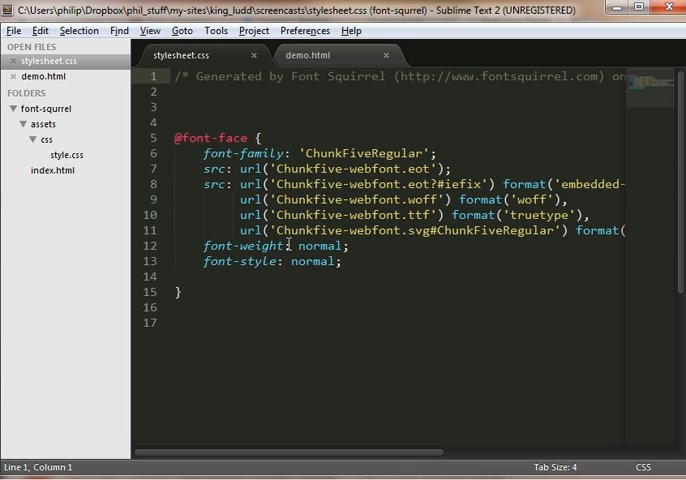 C:\Users\philip\Dropbox\phil_stuff\my-sites\king_ludd\screencasts\stylesheet.css (font-squrrel) - Sublime Text 2 (UNREGISTERED)
File Edit Selection Find View Goto Tools Project Preferences Help
OPEN FILES
stylesheet.css
demo.html
FOLDERS
font-squrrel
assets
css
style.css
index.html
stylesheet.css demo.html
1 /* Generated by Font Squirrel (http://www.fontsquirrel.com) on
2
3
4
5 @font-face {
6 font-family: 'ChunkFiveRegular';
7 src: url('Chunkfive-webfont.eot');
8 src: url('Chunkfive-webfont.eot?#iefix') format('embedded-
9 url('Chunkfive-webfont.woff') format('woff'),
10 url('Chunkfive-webfont.ttf') format('truetype'),
11 url('Chunkfive-webfont.svg#ChunkFiveRegular') format(
12 font-weight: normal;
13 font-style: normal;
14
15 }
16
17
Line 1, Column 1 Tab Size: 4 CSS